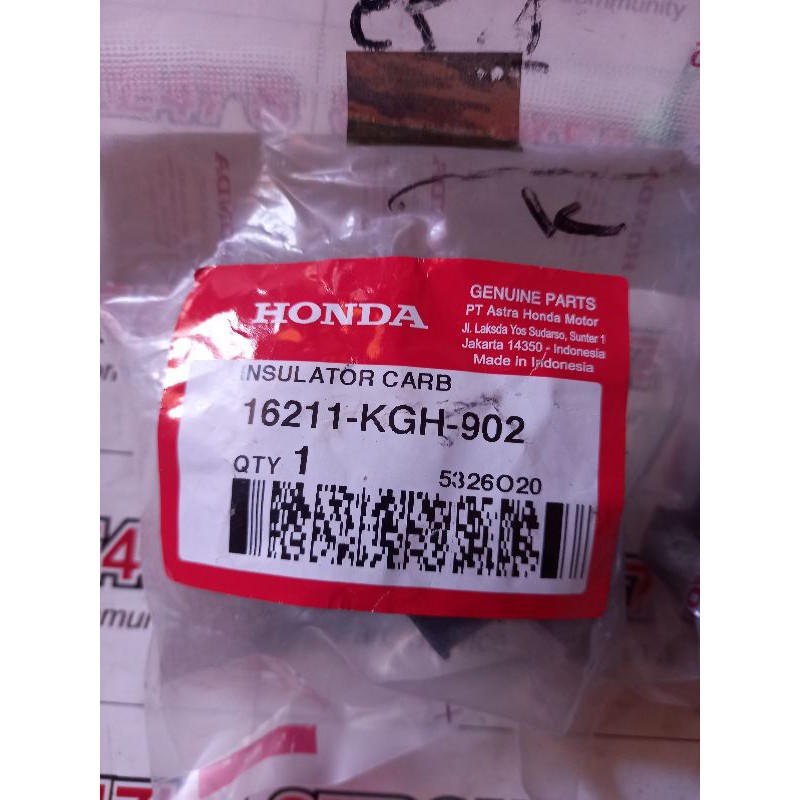 community
HONDA
GENUINE PARTS
PT Astra Honda Motor
Jl. Laksda Yos Sudarso, Sunter 1
Jakarta 14350 - Indonesia
Made in Indonesia
INSULATOR CARB
16211-KGH-902
QTY 1
5326O20